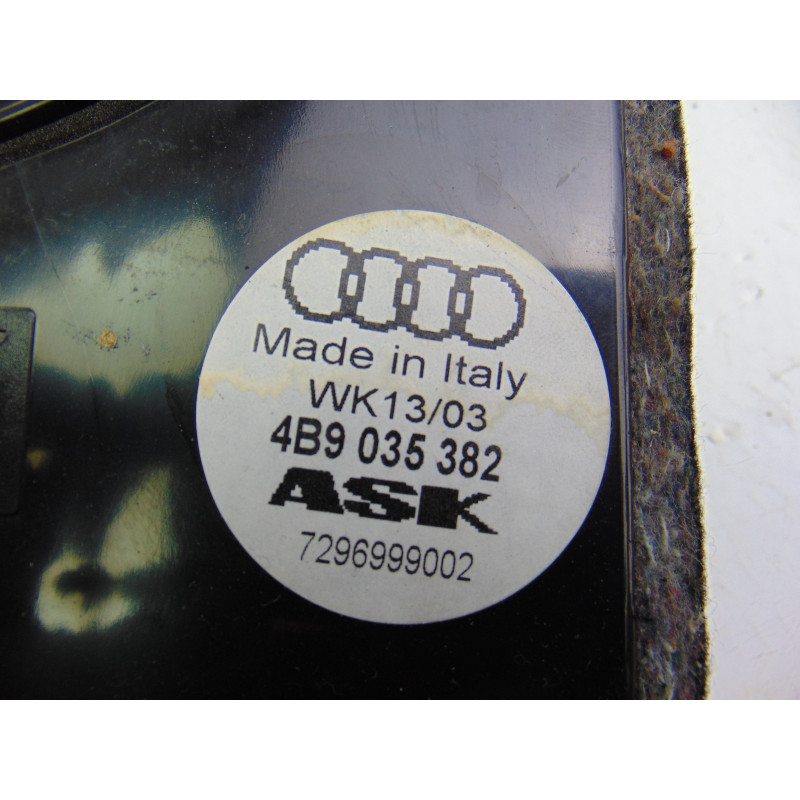 Made in Italy
WK13/03
4B9 035 382
ASK
7296999002